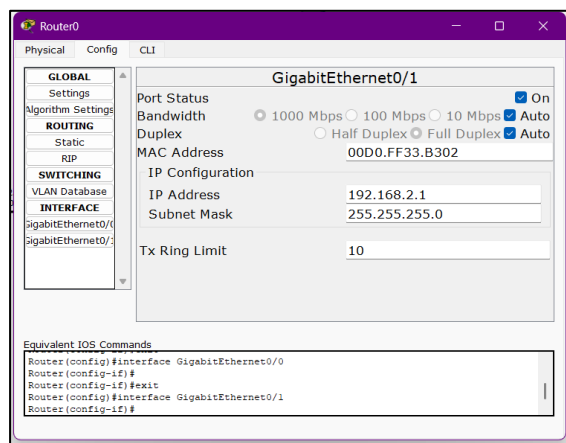 Router0
Physical Config CLI
GLOBAL
Settings
Algorithm Settings
ROUTING
Static
RIP
SWITCHING
VLAN Database
INTERFACE
GigabitEthernet0/0
GigabitEthernet0/1
GigabitEthernet0/1
Port Status On
Bandwidth 1000 Mbps 100 Mbps 10 Mbps Auto
Duplex Half Duplex Full Duplex Auto
MAC Address 00D0.FF33.B302
IP Configuration
IP Address 192.168.2.1
Subnet Mask 255.255.255.0
Tx Ring Limit 10
Equivalent IOS Commands
Router(config)#interface GigabitEthernet0/0
Router(config-if)#
Router(config-if)#exit
Router(config)#interface GigabitEthernet0/1
Router(config-if)#